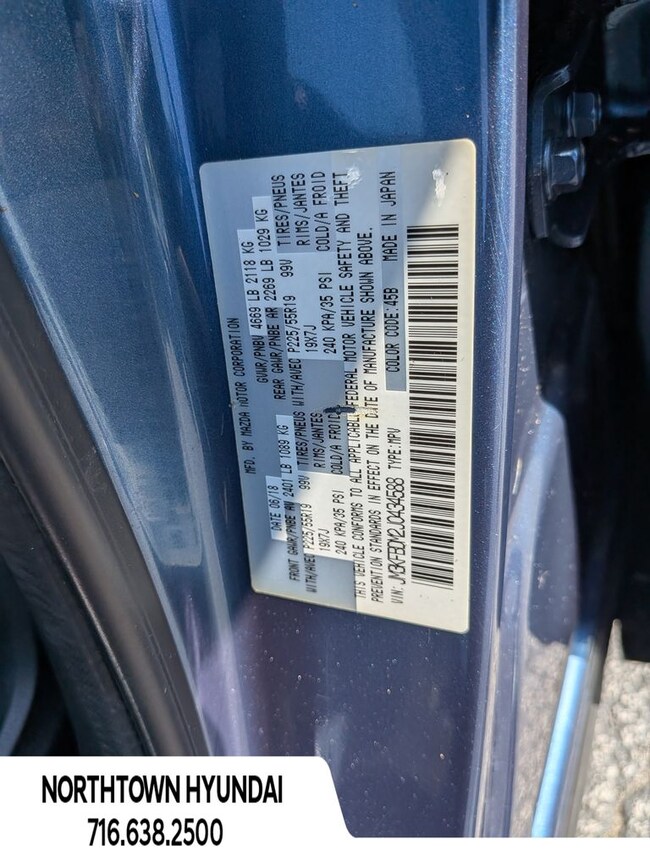 MFD. BY MAZDA MOTOR CORPORATION
DATE 06/18 GVWR/PNBV 4669 LB 2118 KG
FRONT GAWR/PNBE AV 2401 LB 1089 KG REAR GAWR/PNBE AR 2269 LB 1029 KG
WITH/AVEC P225/55R19 99V TIRES/PNEUS WITH/AVEC P225/55R19 99V TIRES/PNEUS
19X7J RIMS/JANTES 19X7J RIMS/JANTES
240 KPA/35 PSI COLD/A FROID 240 KPA/35 PSI COLD/A FROID
THIS VEHICLE CONFORMS TO ALL APPLICABLE FEDERAL MOTOR VEHICLE SAFETY AND THEFT
PREVENTION STANDARDS IN EFFECT ON THE DATE OF MANUFACTURE SHOWN ABOVE.
VIN: JM3KFBDM2J0434588 TYPE:MPV COLOR CODE:45B MADE IN JAPAN
NORTHTOWN HYUNDAI
716.638.2500